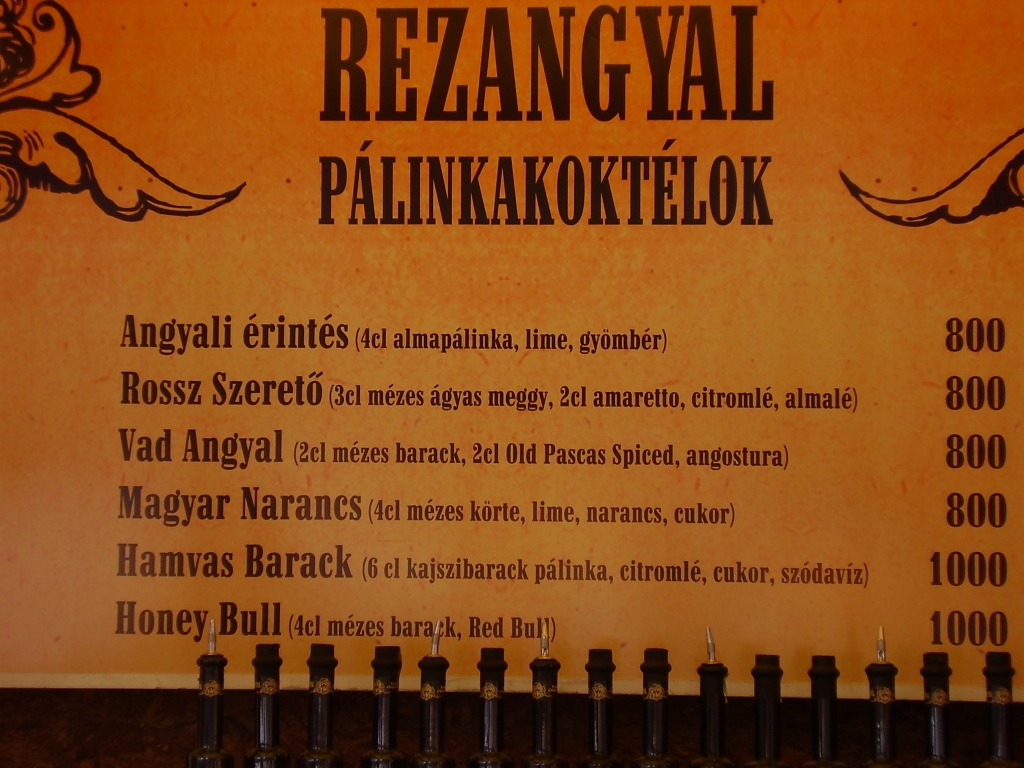 REZANGYAL
PÁLINKAKOKTÉLOK
Angyali érintés (4cl almapálinka, lime, gyömbér) 800
Rossz Szerető (3cl mézes ágyas meggy, 2cl amaretto, citromlé, almalé) 800
Vad Angyal (2cl mézes barack, 2cl Old Pascas Spiced, angostura) 800
Magyar Narancs (4cl mézes körte, lime, narancs, cukor) 800
Hamvas Barack (6 cl kajszibarack pálinka, citromlé, cukor, szódavíz) 1000
Honey Bull (4cl mézes barack, Red Bull) 1000